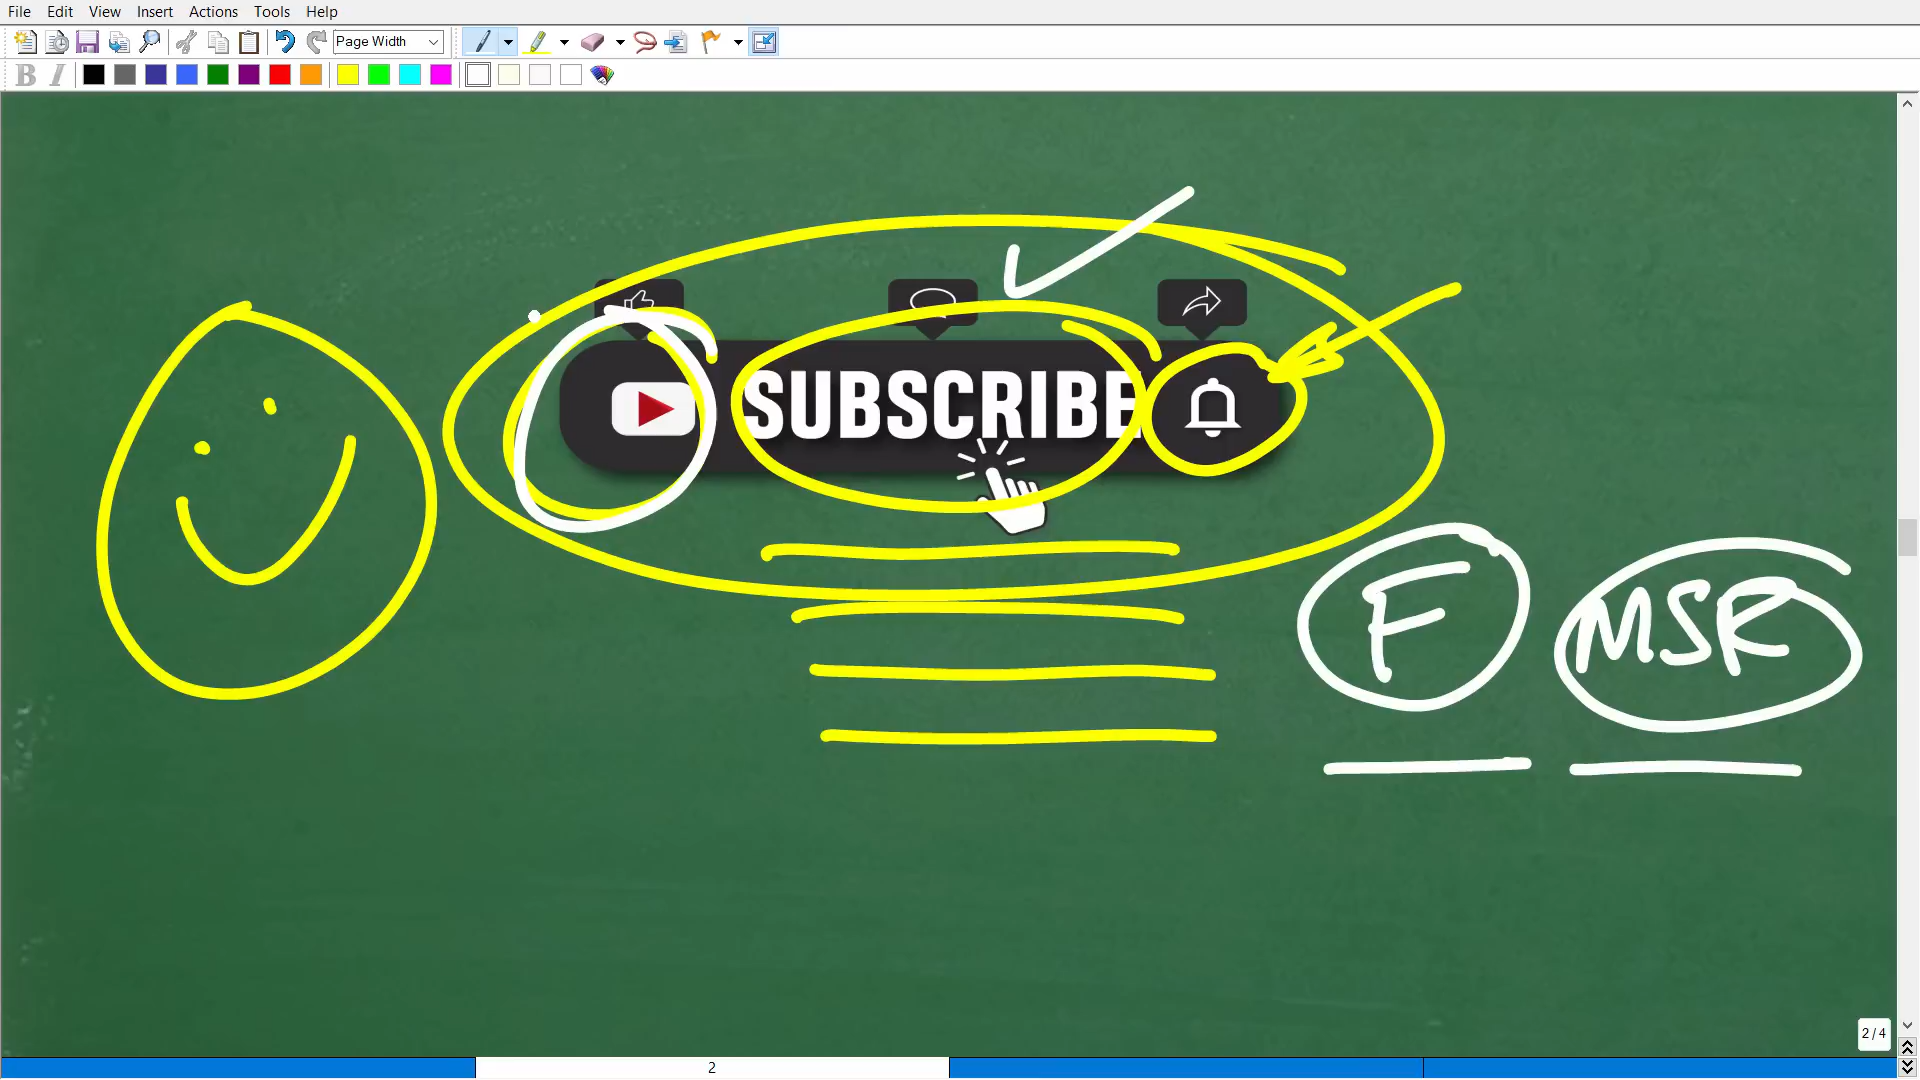 File Edit View Insert Actions Tools Help
Page Width
B I
SUBSCRIBE
F MSR
2 / 4
2